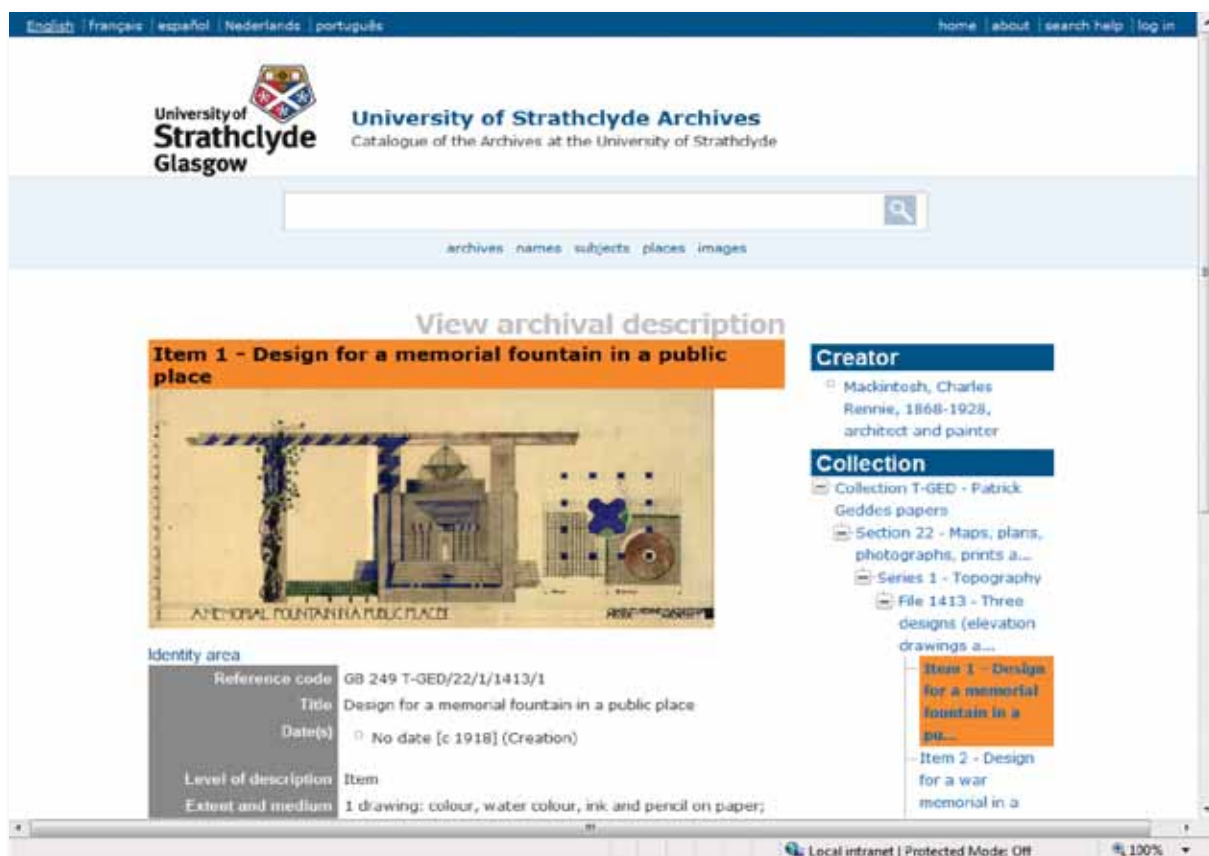 English français español Nederlands português
home about search help log in
University of
Strathclyde
Glasgow
University of Strathclyde Archives
Catalogue of the Archives at the University of Strathclyde
archives names subjects places images
View archival description
Item 1 - Design for a memorial fountain in a public
place
A MEMORIAL FOUNTAIN IN A PUBLIC PLACE
Identity area
Reference code GB 249 T-GED/22/1/1413/1
Title Design for a memorial fountain in a public place
Date(s) No date [c 1918] (Creation)
Level of description Item
Extent and medium 1 drawing: colour, water colour, ink and pencil on paper;
Creator
Mackintosh, Charles
Rennie, 1868-1928,
architect and painter
Collection
Collection T-GED - Patrick
Geddes papers
Section 22 - Maps, plans,
photographs, prints a...
Series 1 - Topography
File 1413 - Three
designs (elevation
drawings a...
Item 1 - Design
for a memorial
fountain in a
pu...
Item 2 - Design
for a war
memorial in a
Local intranet | Protected Mode: Off
100%